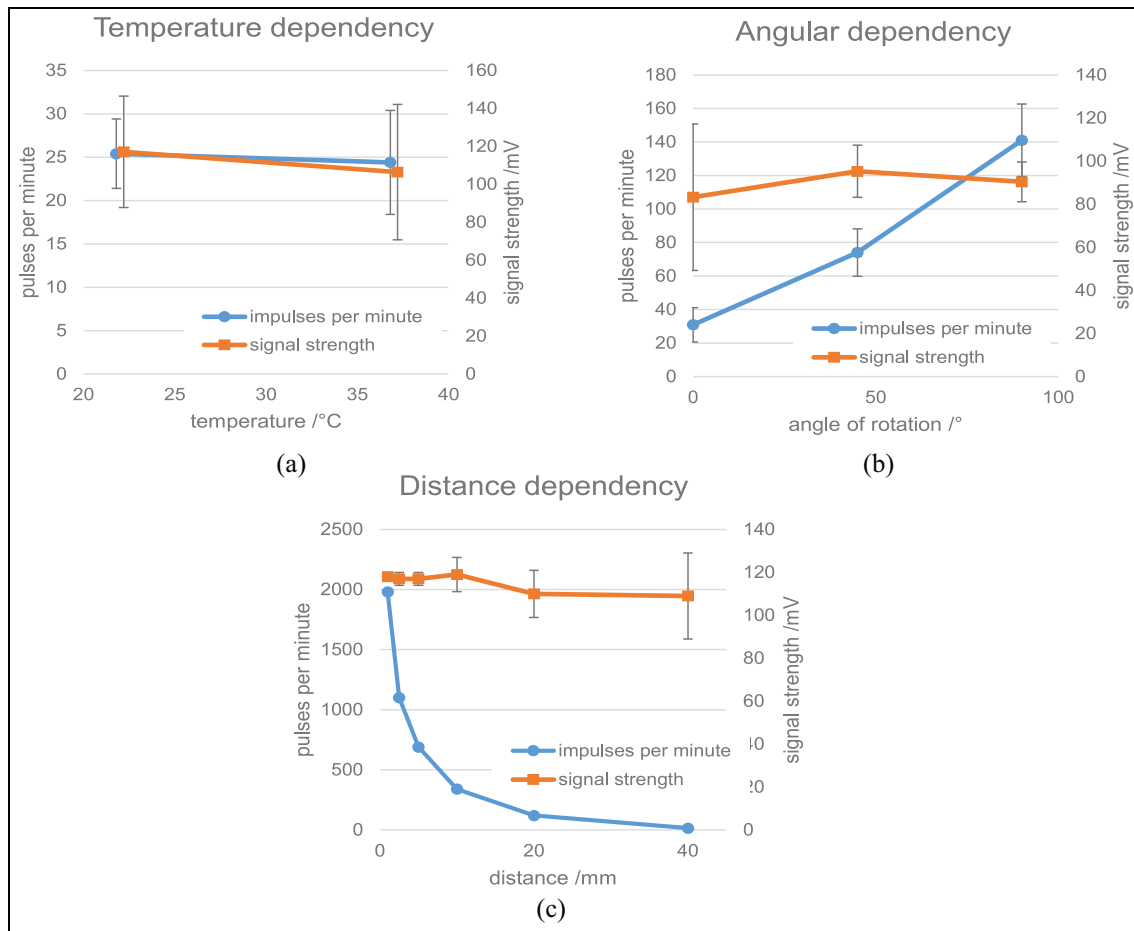 Temperature dependency
35
30
25
20
15
10
5
0
pulses per minute
160
140
120
100
80
60
40
20
0
signal strength /mV
impulses per minute
signal strength
20 25 30 35 40
temperature /°C
(a)
Angular dependency
180
160
140
120
100
80
60
40
20
0
pulses per minute
140
120
100
80
60
40
20
0
signal strength /mV
impulses per minute
signal strength
0 50 100
angle of rotation /°
(b)
Distance dependency
2500
2000
1500
1000
500
0
pulses per minute
140
120
100
80
60
40
20
0
signal strength /mV
impulses per minute
signal strength
0 20 40
distance /mm
(c)